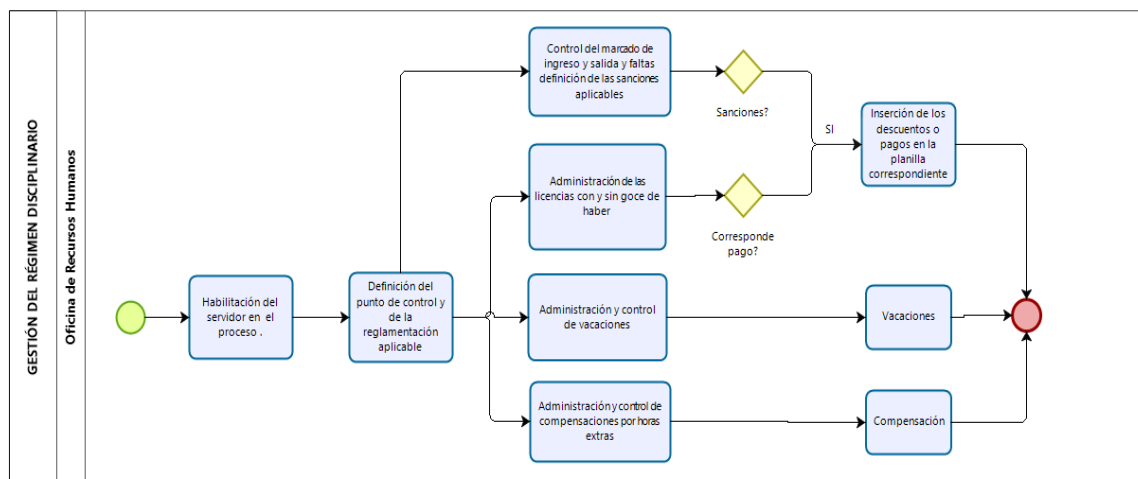 GESTIÓN DEL RÉGIMEN DISCIPLINARIO
Oficina de Recursos Humanos
Habilitación del
servidor en el
proceso .
Definición del
punto de control y
de la
reglamentación
aplicable
Control del marcado de
ingreso y salida y faltas
definición de las sanciones
aplicables
Sanciones?
Administración de las
licencias con y sin goce de
haber
Corresponde
pago?
SI
Inserción de los
descuentos o
pagos en la
planilla
correspondiente
Administración y control
de vacaciones
Vacaciones
Administración y control de
compensaciones por horas
extras
Compensación